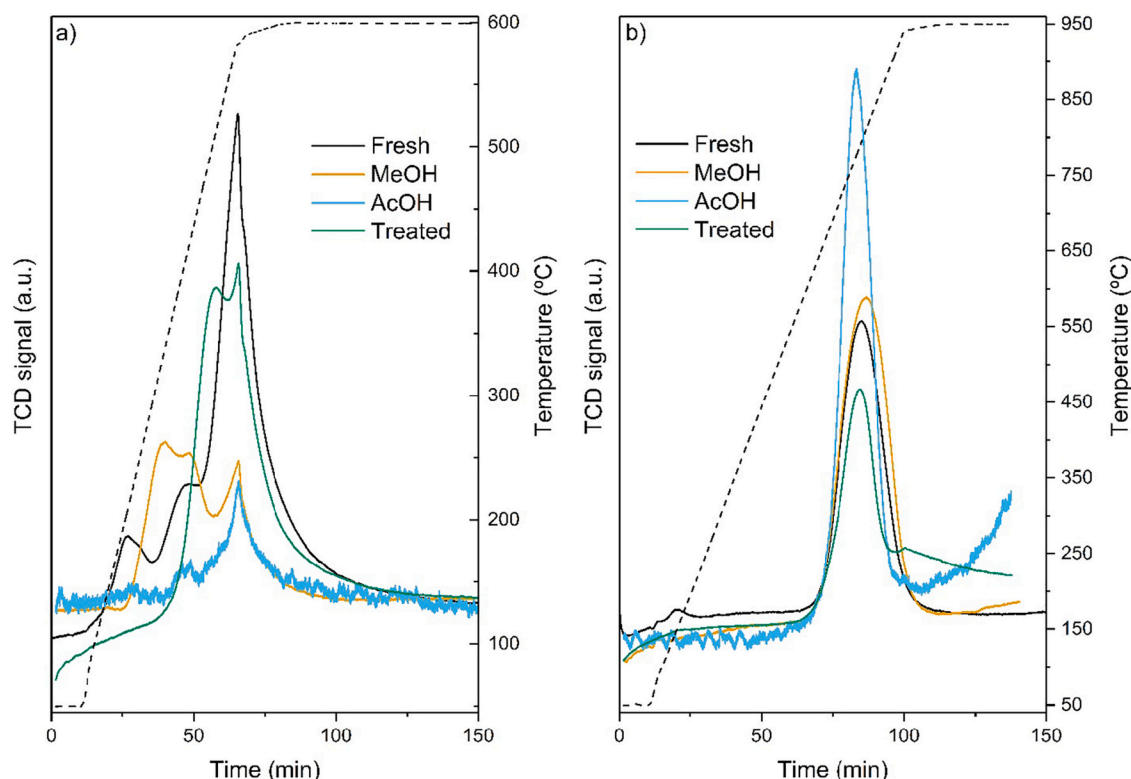 a)
Fresh
MeOH
AcOH
Treated
TCD signal (a.u.)
600
500
400
300
200
100
Temperature (ºC)
0
50
100
150
Time (min)
b)
Fresh
MeOH
AcOH
Treated
TCD signal (a.u.)
950
850
750
650
550
450
350
250
150
50
Temperature (ºC)
0
50
100
150
Time (min)